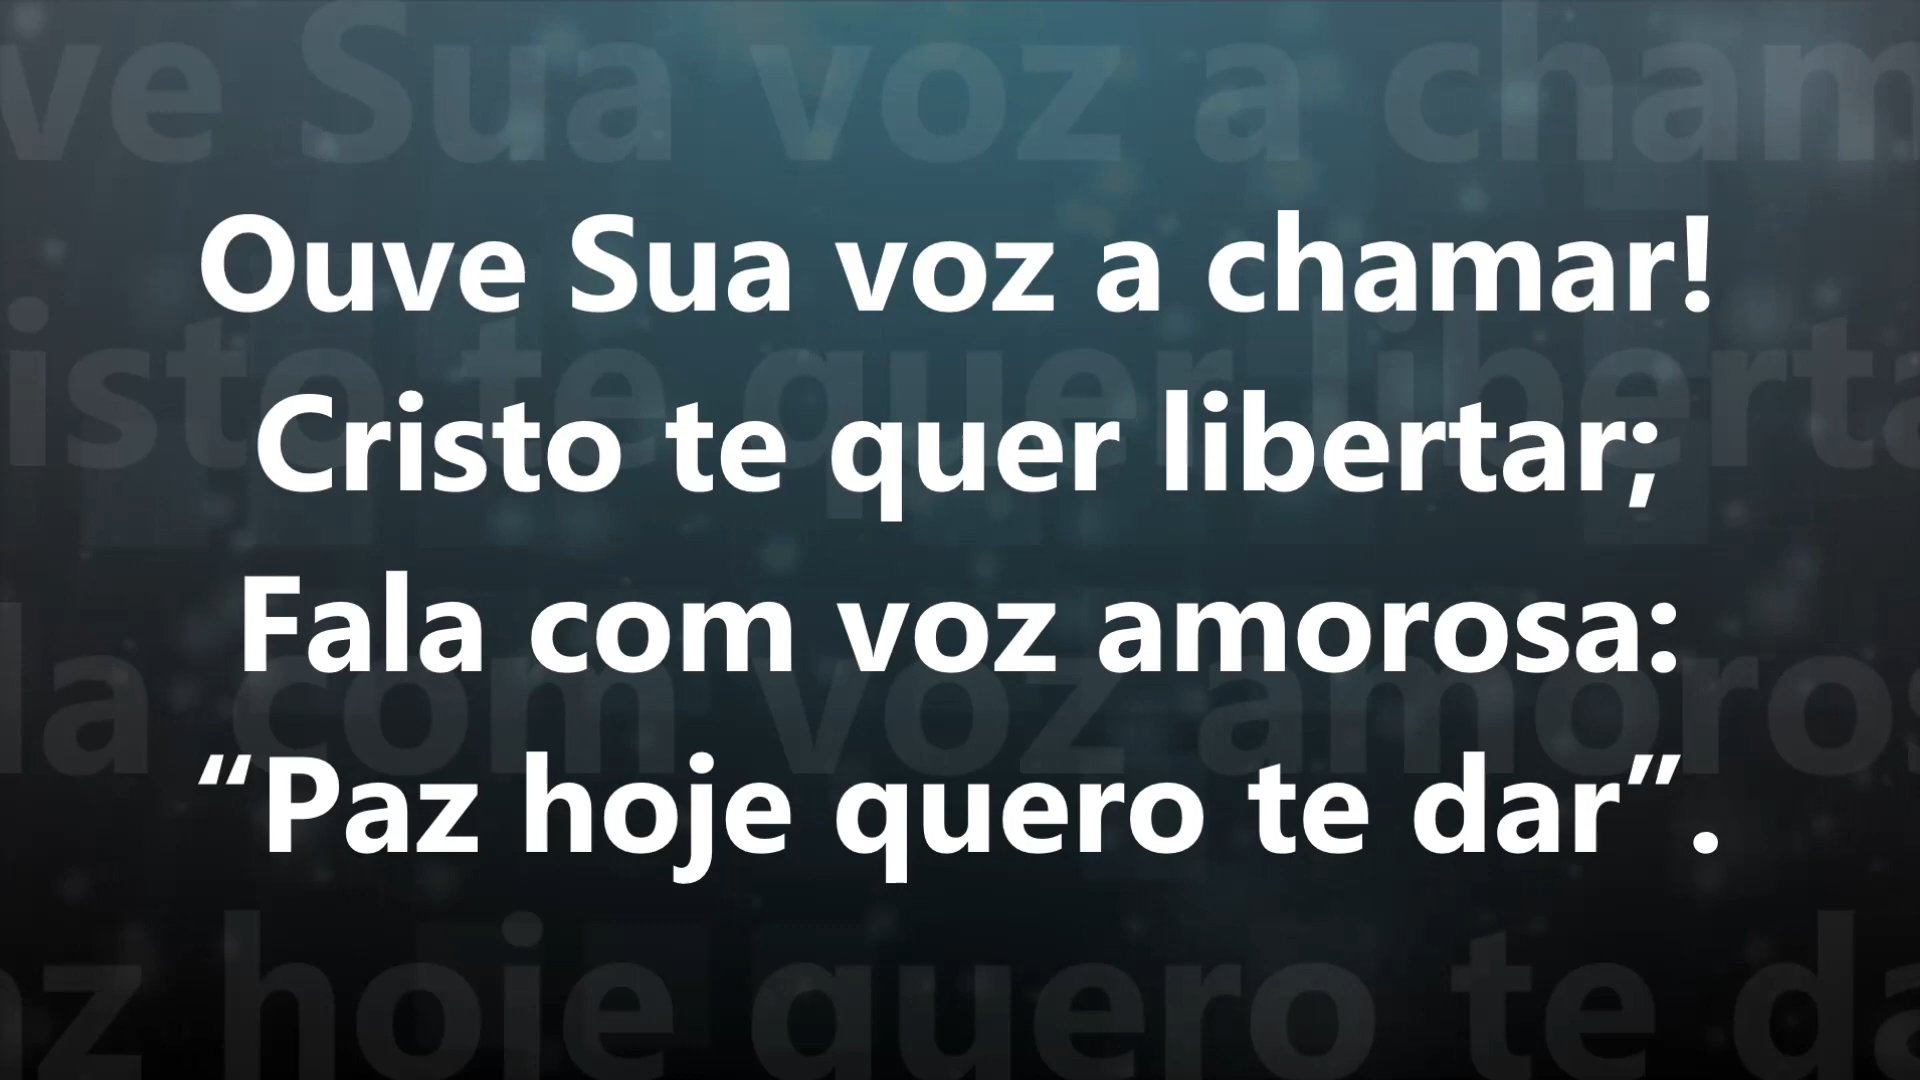 Ouve Sua voz a chamar!
Cristo te quer libertar;
Fala com voz amorosa:
“Paz hoje quero te dar”.